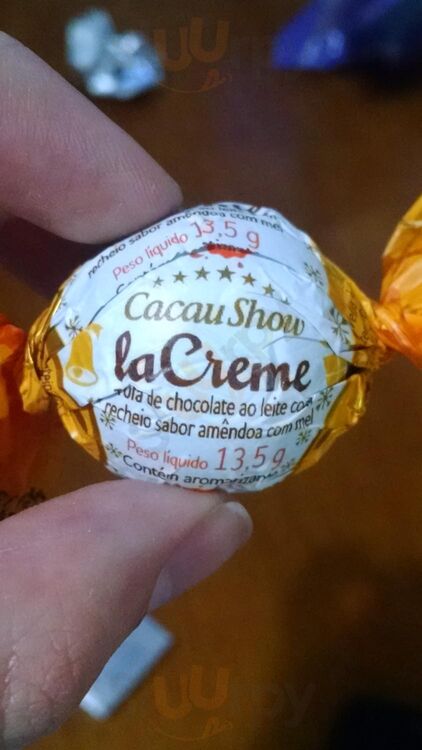 recheio sabor amêndoa com mel
Peso líquido 13,5 g
Cacau Show
laCreme
de chocolate ao leite com
recheio sabor amêndoa com mel
Peso líquido 13,5 g
Contém